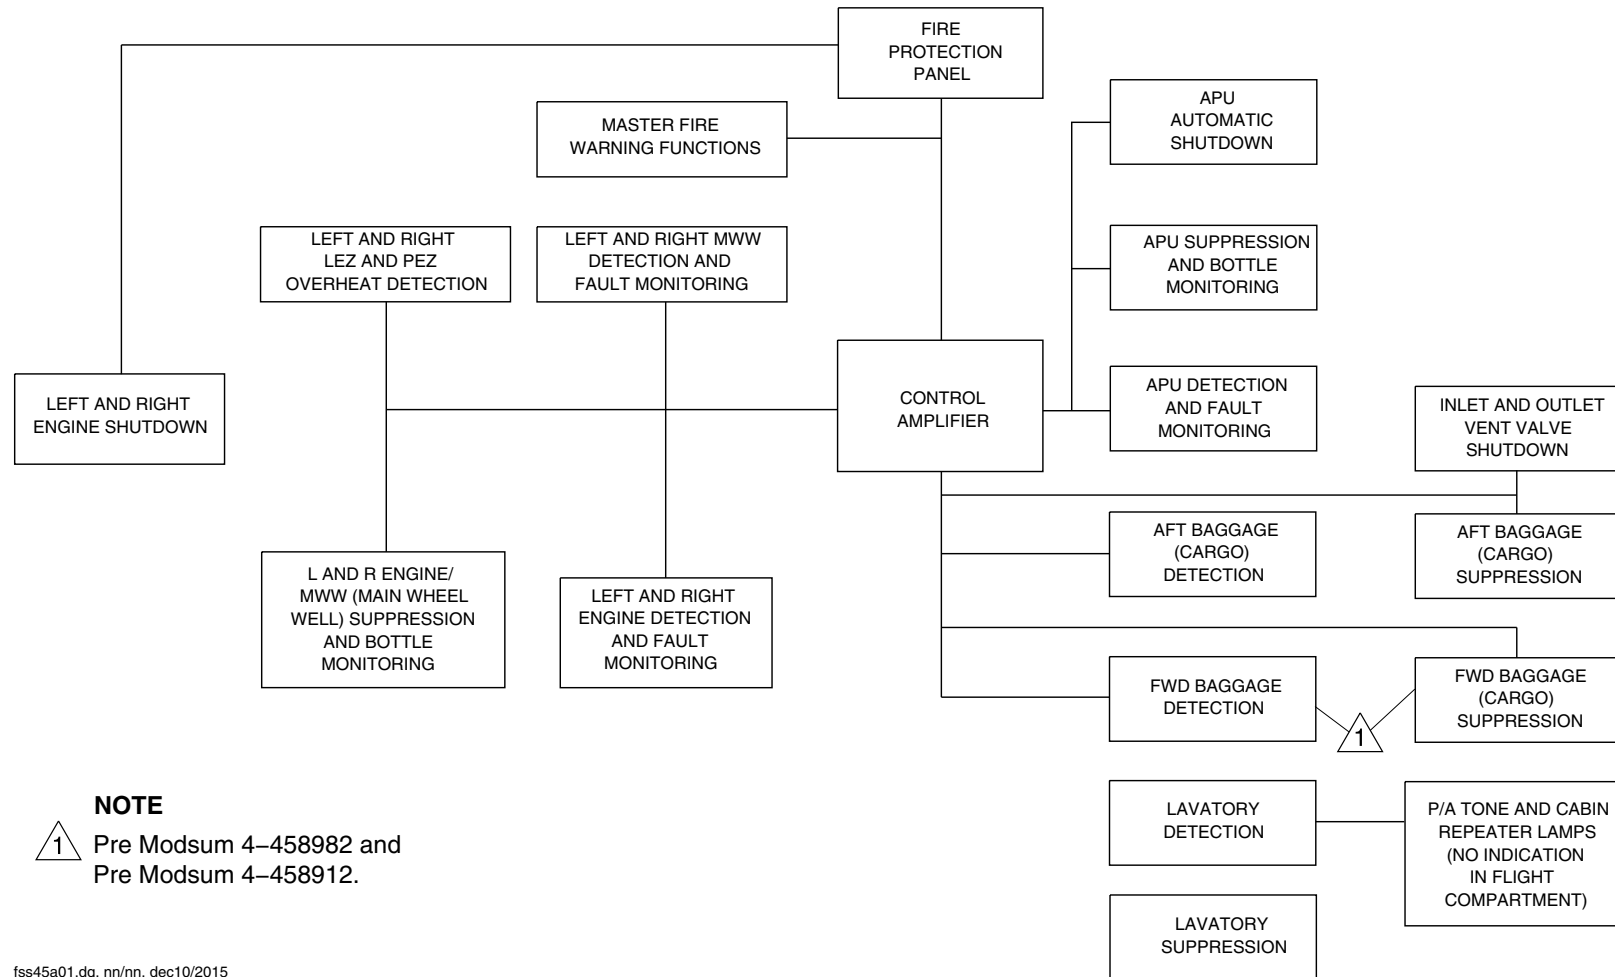 FIRE
PROTECTION
PANEL
MASTER FIRE
WARNING FUNCTIONS
APU
AUTOMATIC
SHUTDOWN
LEFT AND RIGHT
LEZ AND PEZ
OVERHEAT DETECTION
LEFT AND RIGHT MWW
DETECTION AND
FAULT MONITORING
APU SUPPRESSION
AND BOTTLE
MONITORING
LEFT AND RIGHT
ENGINE SHUTDOWN
CONTROL
AMPLIFIER
APU DETECTION
AND FAULT
MONITORING
INLET AND OUTLET
VENT VALVE
SHUTDOWN
AFT BAGGAGE
(CARGO)
DETECTION
AFT BAGGAGE
(CARGO)
SUPPRESSION
L AND R ENGINE/
MWW (MAIN WHEEL
WELL) SUPPRESSION
AND BOTTLE
MONITORING
LEFT AND RIGHT
ENGINE DETECTION
AND FAULT
MONITORING
FWD BAGGAGE
DETECTION
1
FWD BAGGAGE
(CARGO)
SUPPRESSION
LAVATORY
DETECTION
P/A TONE AND CABIN
REPEATER LAMPS
(NO INDICATION
IN FLIGHT
COMPARTMENT)
LAVATORY
SUPPRESSION
NOTE
1 Pre Modsum 4–458982 and
Pre Modsum 4–458912.
fss45a01.dg, nn/nn, dec10/2015